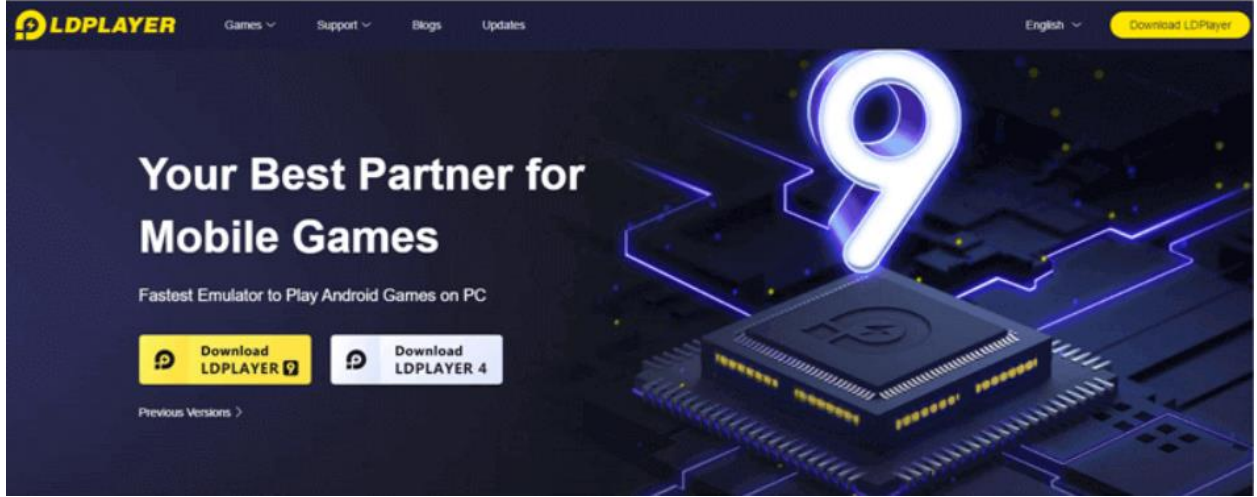 LDPLAYER
Games
Support
Blogs
Updates
English
Download LDPlayer
9
Your Best Partner for
Mobile Games
Fastest Emulator to Play Android Games on PC
Download
LDPLAYER 9
Download
LDPLAYER 4
Previous Versions >